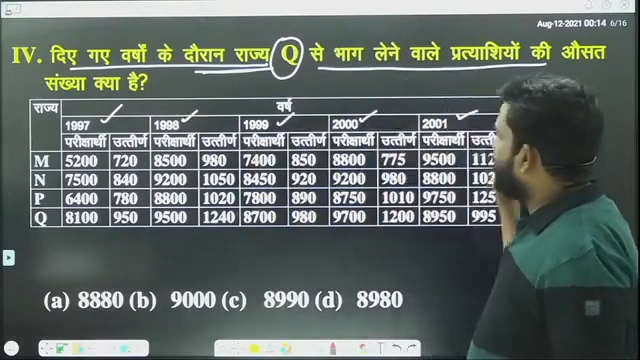 Aug-12-2021 00:14 6/16
IV. दिए गए वर्षों के दौरान राज्य Q से भाग लेने वाले प्रत्याशियों की औसत
संख्या क्या है?
राज्य वर्ष
1997 1998 1999 2000 2001
परीक्षार्थी उत्तीर्ण परीक्षार्थी उत्तीर्ण परीक्षार्थी उत्तीर्ण परीक्षार्थी उत्तीर्ण परीक्षार्थी
M 5200 720 8500 980 7400 850 8800 775 9500
N 7500 840 9200 1050 8450 920 9200 980 8800
P 6400 780 8800 1020 7800 890 8750 1010 9750
Q 8100 950 9500 1240 8700 980 9700 1200 8950 995
(a) 8880 (b) 9000 (c) 8990 (d) 8980